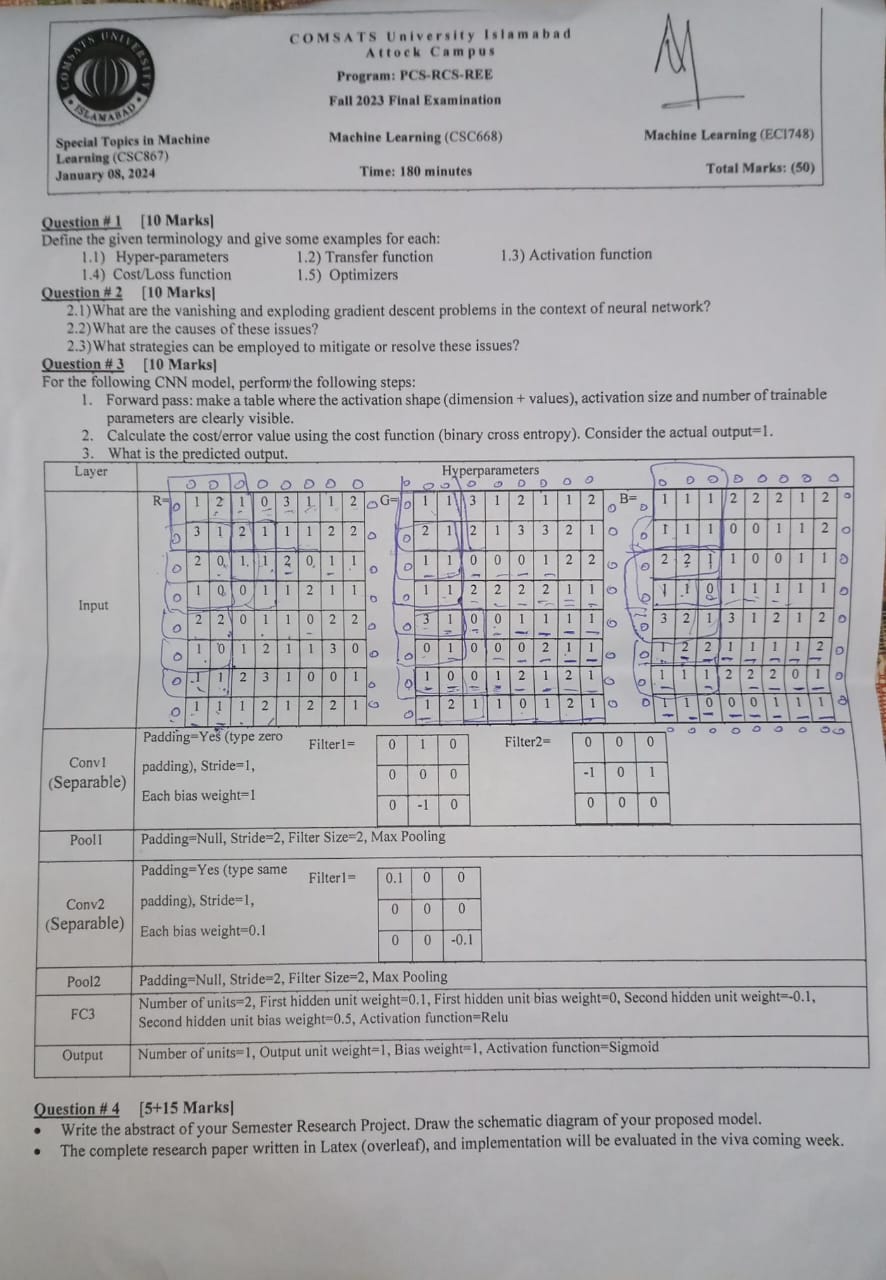 COMSATS UNIVERSITY
ISLAMABAD
COMSATS University Islamabad
Attock Campus
Program: PCS-RCS-REE
Fall 2023 Final Examination
Special Topics in Machine Learning (CSC867)
January 08, 2024
Machine Learning (CSC668)
Time: 180 minutes
Machine Learning (ECI748)
Total Marks: (50)
Question # 1 [10 Marks]
Define the given terminology and give some examples for each:
1.1) Hyper-parameters 1.2) Transfer function 1.3) Activation function
1.4) Cost/Loss function 1.5) Optimizers
Question # 2 [10 Marks]
2.1)What are the vanishing and exploding gradient descent problems in the context of neural network?
2.2)What are the causes of these issues?
2.3)What strategies can be employed to mitigate or resolve these issues?
Question # 3 [10 Marks]
For the following CNN model, perform the following steps:
1. Forward pass: make a table where the activation shape (dimension + values), activation size and number of trainable
parameters are clearly visible.
2. Calculate the cost/error value using the cost function (binary cross entropy). Consider the actual output=1.
3. What is the predicted output.
Layer Hyperparameters
Input
R=
1 2 1 0 3 1 1 2
3 1 2 1 1 1 2 2
2 0 1 1 2 0 1 1
1 0 0 1 1 2 1 1
2 2 0 1 1 0 2 2
1 0 1 2 1 1 3 0
-1 1 2 3 1 0 0 1
1 1 1 2 1 2 2 1
G=
1 1 3 1 2 1 1 2
2 1 2 1 3 3 2 1
1 1 0 0 0 1 2 2
1 1 2 2 2 2 1 1
3 1 0 0 1 1 1 1
0 1 0 0 0 2 1 1
1 0 0 1 2 1 2 1
1 2 1 1 0 1 2 1
B=
1 1 1 2 2 2 1 2
1 1 1 0 0 1 1 2
2 2 1 1 0 0 1 1
1 1 0 1 1 1 1 1
3 2 1 3 1 2 1 2
1 2 2 1 1 1 1 2
1 1 1 2 2 2 0 1
1 1 0 0 0 1 1 1
Conv1
(Separable)
Padding=Yes (type zero
padding), Stride=1,
Each bias weight=1
Filter1=
0 1 0
0 0 0
0 -1 0
Filter2=
0 0 0
-1 0 1
0 0 0
Pool1 Padding=Null, Stride=2, Filter Size=2, Max Pooling
Conv2
(Separable)
Padding=Yes (type same
padding), Stride=1,
Each bias weight=0.1
Filter1=
0.1 0 0
0 0 0
0 0 -0.1
Pool2 Padding=Null, Stride=2, Filter Size=2, Max Pooling
FC3 Number of units=2, First hidden unit weight=0.1, First hidden unit bias weight=0, Second hidden unit weight=-0.1,
Second hidden unit bias weight=0.5, Activation function=Relu
Output Number of units=1, Output unit weight=1, Bias weight=1, Activation function=Sigmoid
Question # 4 [5+15 Marks]
• Write the abstract of your Semester Research Project. Draw the schematic diagram of your proposed model.
• The complete research paper written in Latex (overleaf), and implementation will be evaluated in the viva coming week.